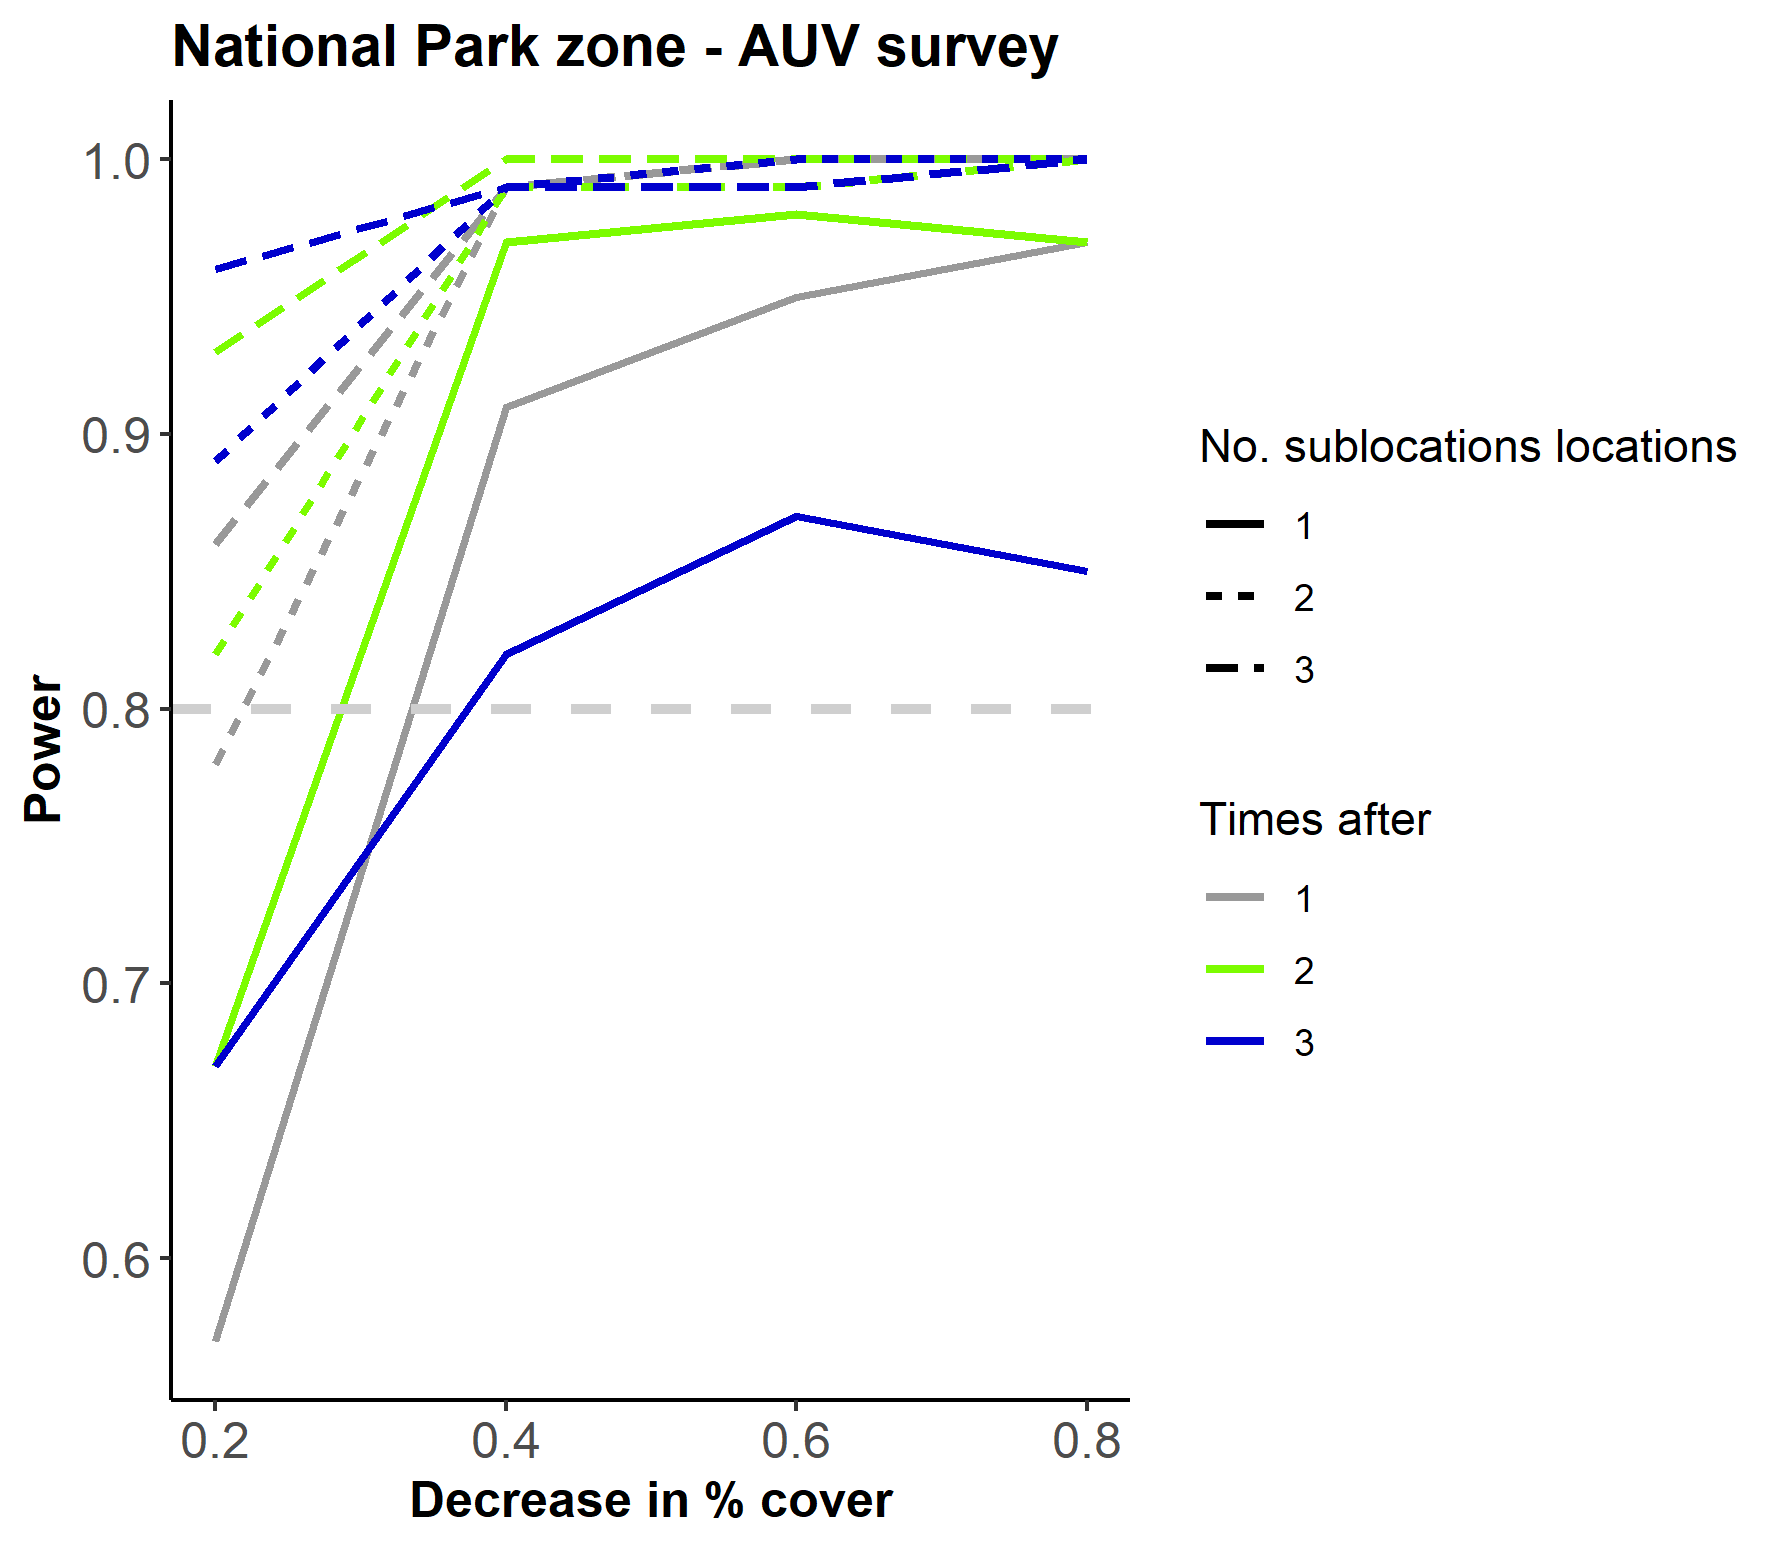 National Park zone - AUV survey
1.0
0.9
0.8
0.7
0.6
Power
0.2 0.4 0.6 0.8
Decrease in % cover
No. sublocations locations
1
2
3
Times after
1
2
3